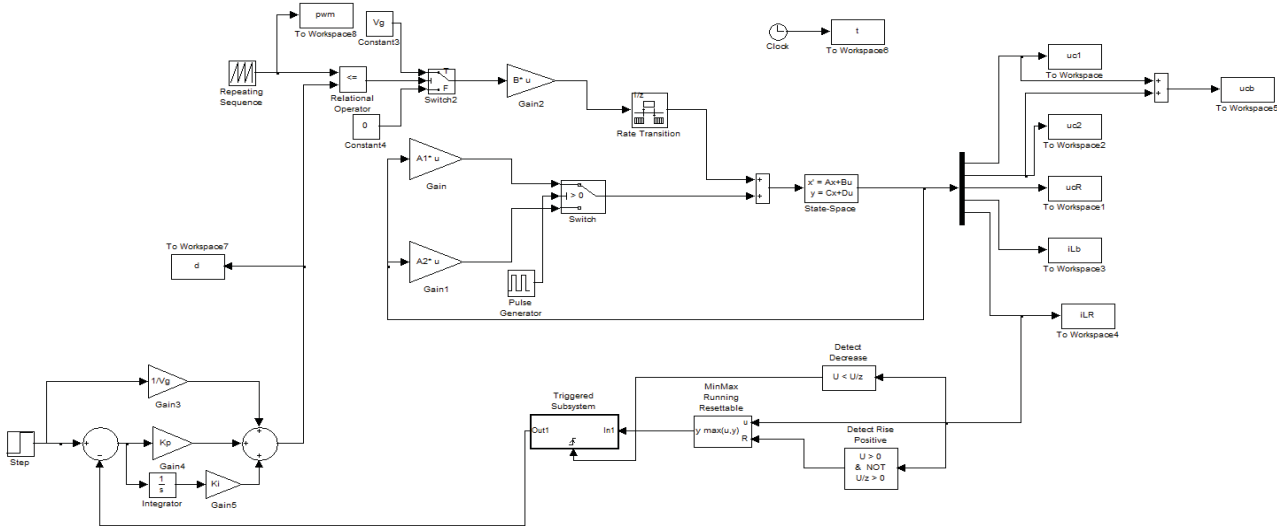 pwm
To Workspace8
Vg
Constant3
Clock
t
To Workspace6
uc1
To Workspace
+
+
ucb
To Workspace5
Repeating
Sequence
<=
Relational
Operator
T
F
Switch2
B* u
Gain2
1/z
Rate Transition
0
Constant4
uc2
To Workspace2
A1* u
Gain
> 0
Switch
+
+
x' = Ax+Bu
y = Cx+Du
State-Space
ucR
To Workspace1
To Workspace7
d
A2* u
Gain1
Pulse
Generator
iLb
To Workspace3
iLR
To Workspace4
Detect
Decrease
U < U/z
1/Vg
Gain3
Triggered
Subsystem
Out1
In1
MinMax
Running
Resettable
u
y max(u,y)
R
Detect Rise
Positive
U > 0
& NOT
U/z > 0
Step
+
−
Kp
Gain4
+
+
+
1
s
Integrator
Ki
Gain5